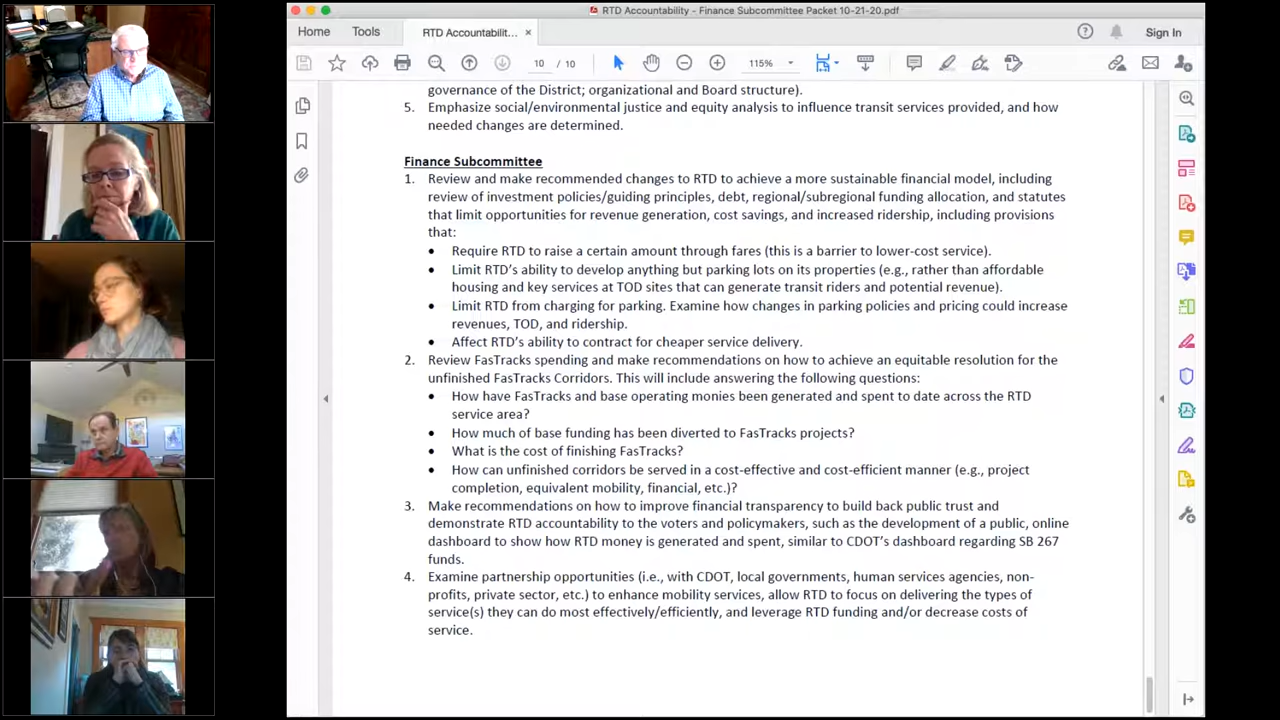 RTD Accountability - Finance Subcommittee Packet 10-21-20.pdf
Home Tools RTD Accountabilit... × Sign In
10 / 10 115%
governance of the District; organizational and Board structure).
5. Emphasize social/environmental justice and equity analysis to influence transit services provided, and how
needed changes are determined.
Finance Subcommittee
1. Review and make recommended changes to RTD to achieve a more sustainable financial model, including
review of investment policies/guiding principles, debt, regional/subregional funding allocation, and statutes
that limit opportunities for revenue generation, cost savings, and increased ridership, including provisions
that:
• Require RTD to raise a certain amount through fares (this is a barrier to lower-cost service).
• Limit RTD's ability to develop anything but parking lots on its properties (e.g., rather than affordable
housing and key services at TOD sites that can generate transit riders and potential revenue).
• Limit RTD from charging for parking. Examine how changes in parking policies and pricing could increase
revenues, TOD, and ridership.
• Affect RTD's ability to contract for cheaper service delivery.
2. Review FasTracks spending and make recommendations on how to achieve an equitable resolution for the
unfinished FasTracks Corridors. This will include answering the following questions:
• How have FasTracks and base operating monies been generated and spent to date across the RTD
service area?
• How much of base funding has been diverted to FasTracks projects?
• What is the cost of finishing FasTracks?
• How can unfinished corridors be served in a cost-effective and cost-efficient manner (e.g., project
completion, equivalent mobility, financial, etc.)?
3. Make recommendations on how to improve financial transparency to build back public trust and
demonstrate RTD accountability to the voters and policymakers, such as the development of a public, online
dashboard to show how RTD money is generated and spent, similar to CDOT's dashboard regarding SB 267
funds.
4. Examine partnership opportunities (i.e., with CDOT, local governments, human services agencies, non-
profits, private sector, etc.) to enhance mobility services, allow RTD to focus on delivering the types of
service(s) they can do most effectively/efficiently, and leverage RTD funding and/or decrease costs of
service.